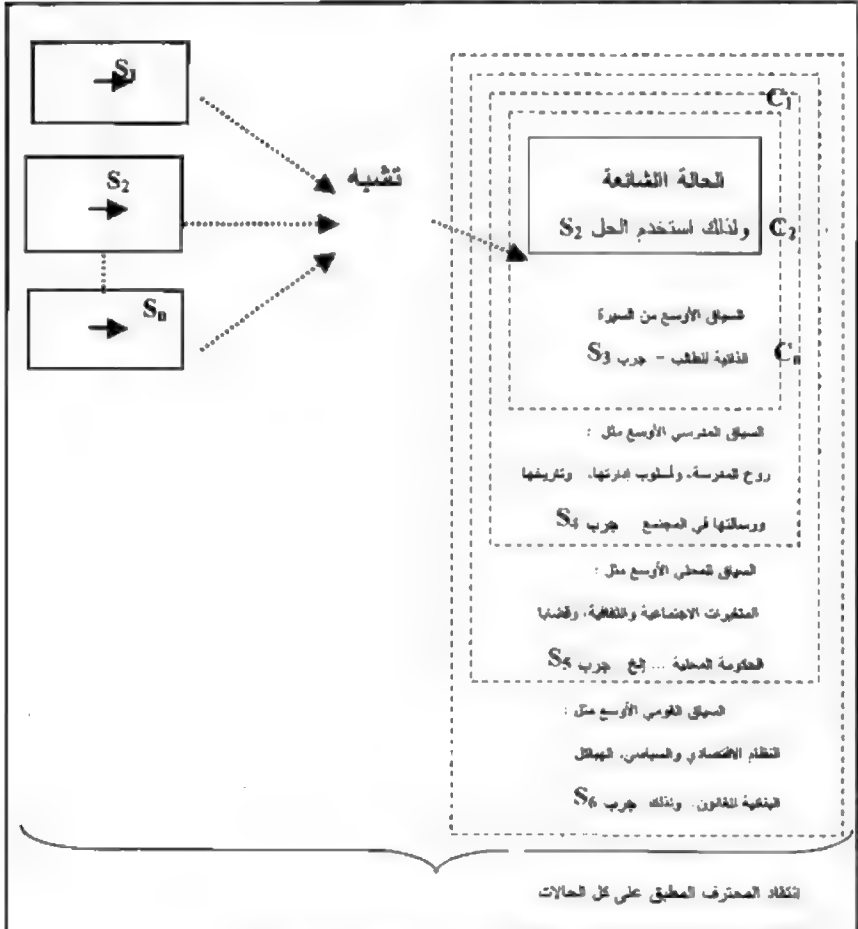 S1
S2
Sn
تشبه
C1
الحالة الشائعة
ولذلك استخدم الحل S2
C2
السياق الأوسع من السيرة
الذاتية للطالب – جرب S3
Cn
السياق المدرسي الأوسع مثل :
روح المدرسة، وأسلوب إدارتها، وتاريخها
ورسالتها في المجتمع جرب S4
السياق المحلي الأوسع مثل :
المتغيرات الاجتماعية والثقافية، وقضايا
الحكومة المحلية ... إلخ جرب S5
السياق القومي الأوسع مثل :
النظام الاقتصادي والسياسي، الهياكل
البنائية للقانون، ولذلك جرب S6
انتقاد المحترف المطبق على كل الحالات